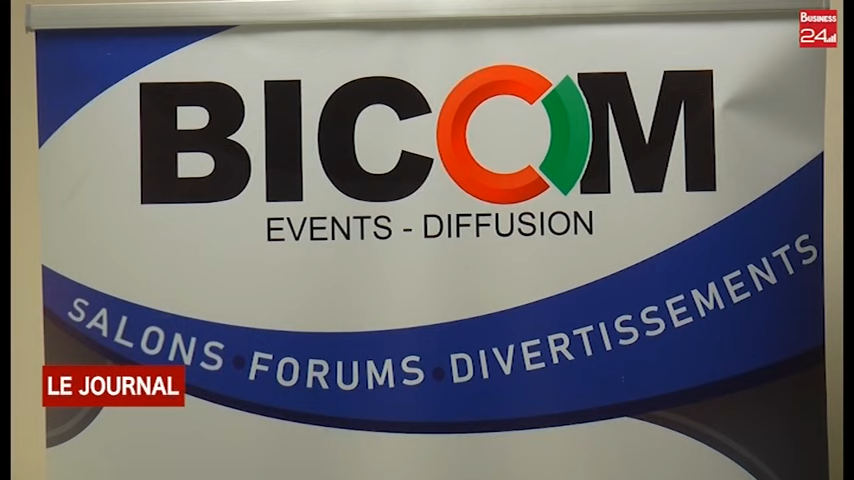 BUSINESS
24
BICOM
EVENTS - DIFFUSION
SALONS • FORUMS • DIVERTISSEMENTS
LE JOURNAL